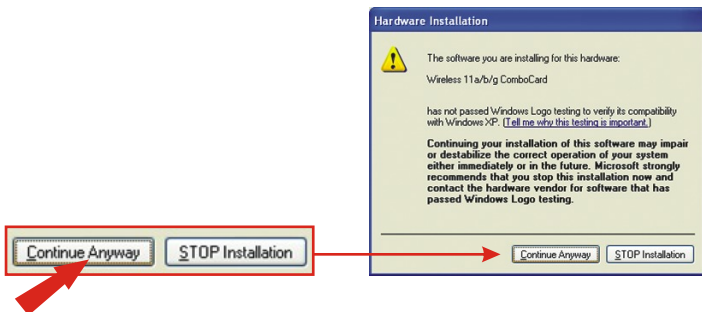 Hardware Installation
The software you are installing for this hardware:
Wireless 11a/b/g ComboCard
has not passed Windows Logo testing to verify its compatibility
with Windows XP. (Tell me why this testing is important.)
Continuing your installation of this software may impair
or destabilize the correct operation of your system
either immediately or in the future. Microsoft strongly
recommends that you stop this installation now and
contact the hardware vendor for software that has
passed Windows Logo testing.
Continue Anyway STOP Installation
Continue Anyway STOP Installation